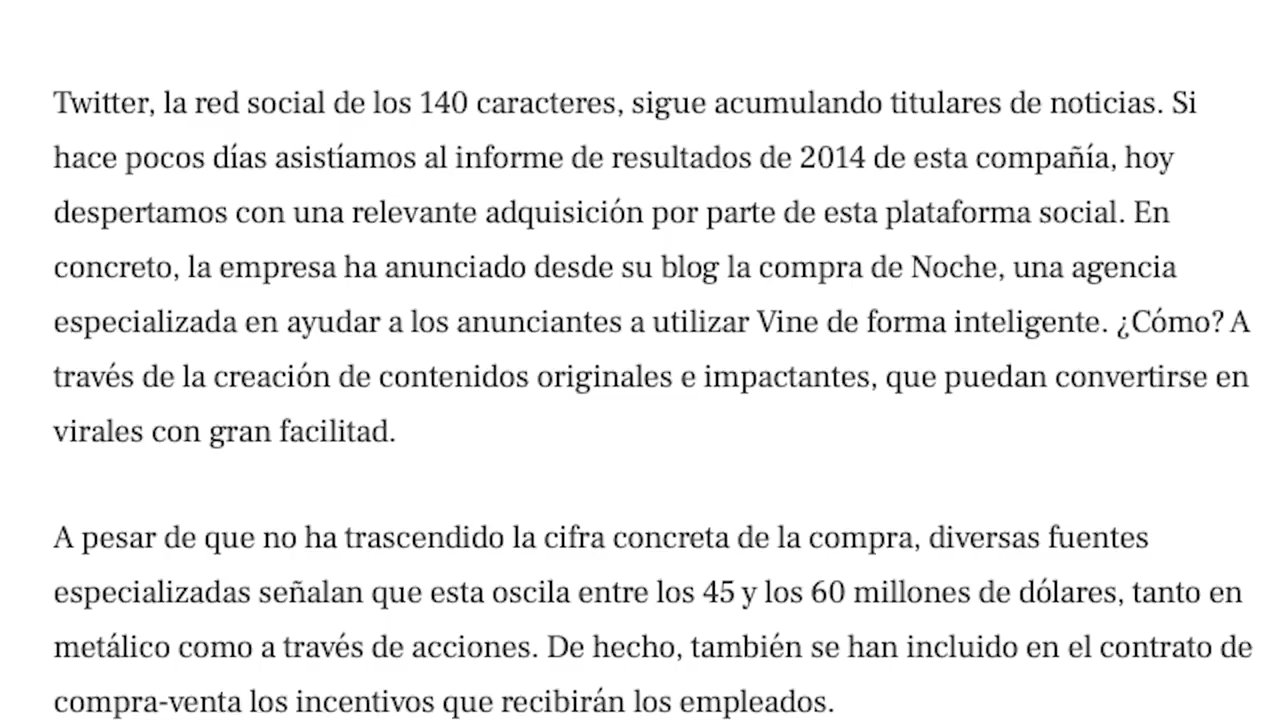 Twitter, la red social de los 140 caracteres, sigue acumulando titulares de noticias. Si
hace pocos días asistíamos al informe de resultados de 2014 de esta compañía, hoy
despertamos con una relevante adquisición por parte de esta plataforma social. En
concreto, la empresa ha anunciado desde su blog la compra de Noche, una agencia
especializada en ayudar a los anunciantes a utilizar Vine de forma inteligente. ¿Cómo? A
través de la creación de contenidos originales e impactantes, que puedan convertirse en
virales con gran facilitad.
A pesar de que no ha trascendido la cifra concreta de la compra, diversas fuentes
especializadas señalan que esta oscila entre los 45 y los 60 millones de dólares, tanto en
metálico como a través de acciones. De hecho, también se han incluido en el contrato de
compra-venta los incentivos que recibirán los empleados.